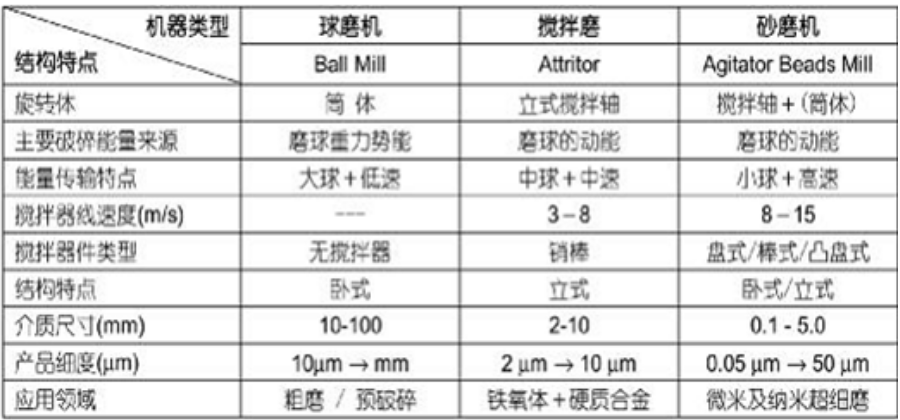 机器类型 球磨机 搅拌磨 砂磨机
结构特点 Ball Mill Attritor Agitator Beads Mill
旋转体 筒 体 立式搅拌轴 搅拌轴+(筒体)
主要破碎能量来源 磨球重力势能 磨球的动能 磨球的动能
能量传输特点 大球+低速 中球+中速 小球+高速
搅拌器线速度(m/s) --- 3–8 8–15
搅拌器件类型 无搅拌器 销棒 盘式/棒式/凸盘式
结构特点 卧式 立式 卧式/立式
介质尺寸(mm) 10-100 2-10 0.1 - 5.0
产品细度(μm) 10μm → mm 2 μm → 10 μm 0.05 μm → 50 μm
应用领域 粗磨 / 预破碎 铁氧体+硬质合金 微米及纳米超细磨